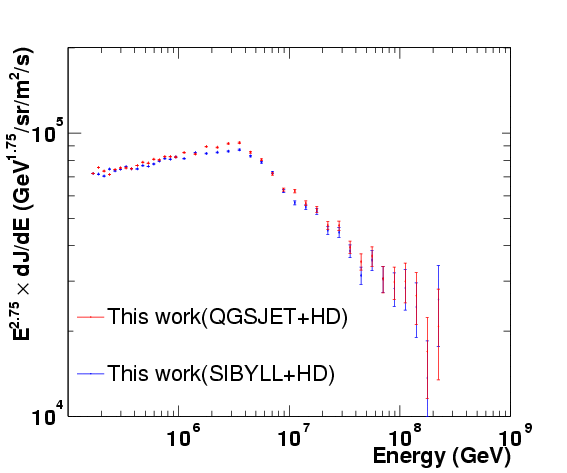 E^2.75 × dJ/dE (GeV^1.75/sr/m^2/s)
10^5
This work(QGSJET+HD)
This work(SIBYLL+HD)
10^4
10^6 10^7 10^8 10^9
Energy (GeV)